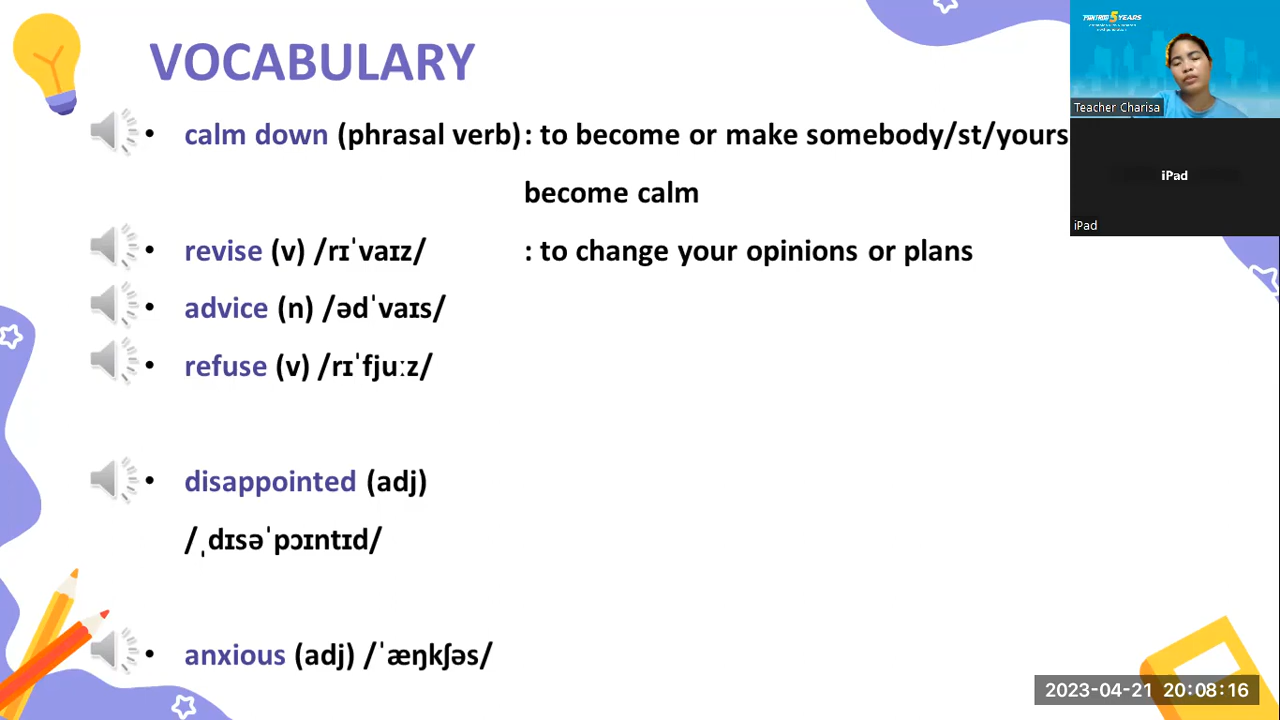 VOCABULARY
• calm down (phrasal verb) : to become or make somebody/st/yours
become calm
• revise (v) /rɪˈvaɪz/ : to change your opinions or plans
• advice (n) /ədˈvaɪs/
• refuse (v) /rɪˈfjuːz/
• disappointed (adj)
/ˌdɪsəˈpɔɪntɪd/
• anxious (adj) /ˈæŋkʃəs/
5 YEARS
Teacher Charisa
iPad
iPad
2023-04-21 20:08:16